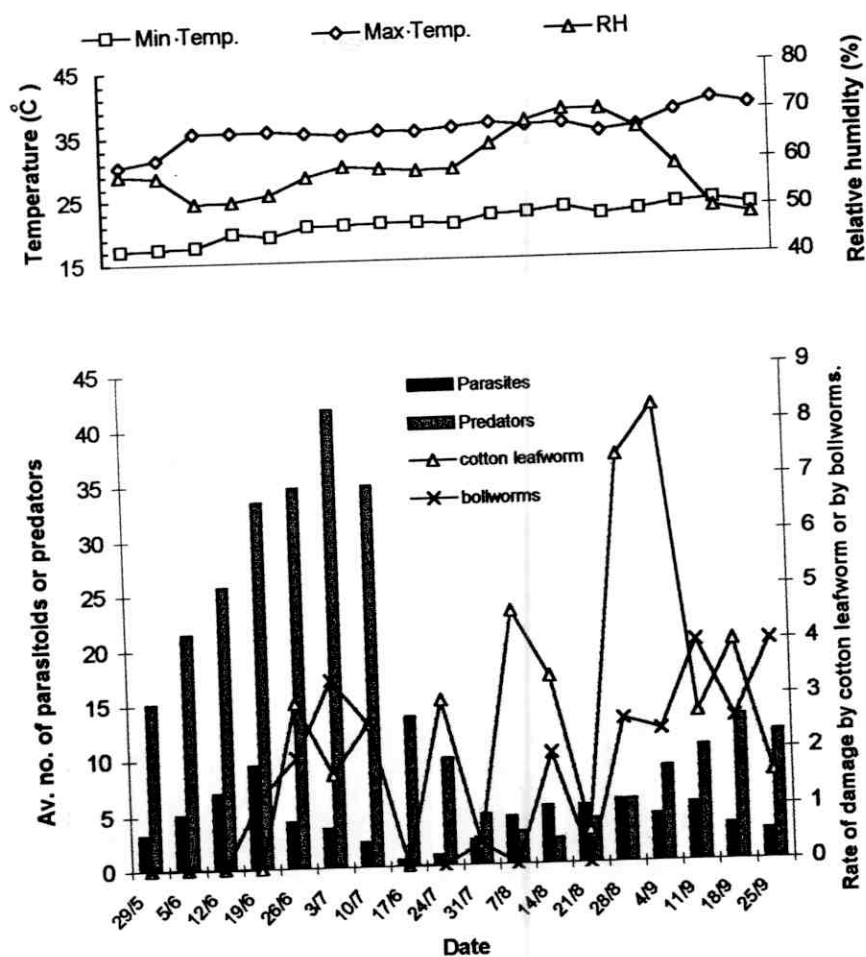 Min·Temp. Max·Temp. RH
Temperature (C̊)
45
35
25
15
Relative humidity (%)
80
70
60
50
40
Av. no. of parasitoids or predators
45
40
35
30
25
20
15
10
5
0
Parasites
Predators
cotton leafworm
bollworms
Rate of damage by cotton leafworm or by bollworms.
9
8
7
6
5
4
3
2
1
0
29/5 5/6 12/6 19/6 26/6 3/7 10/7 17/6 24/7 31/7 7/8 14/8 21/8 28/8 4/9 11/9 18/9 25/9
Date